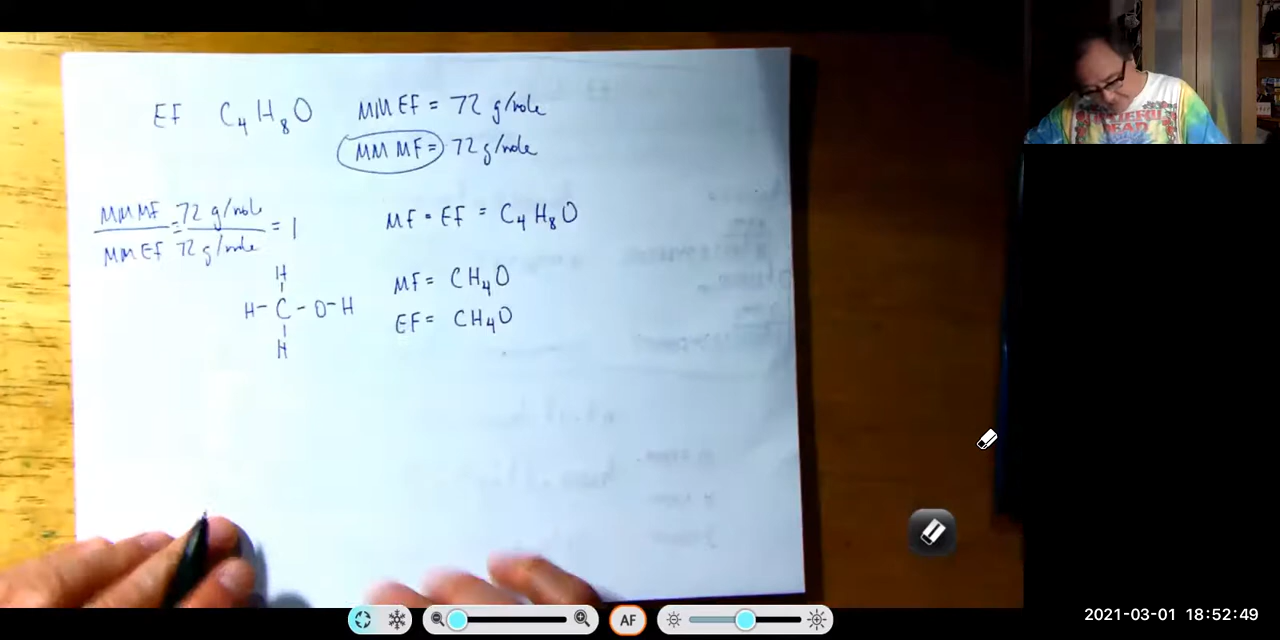 EF C₄H₈O MM EF = 72 g/mole
MM MF = 72 g/mole
MM MF = 72 g/mole = 1
MM EF 72 g/mole
MF = EF = C₄H₈O
H
H - C - O - H
H
MF = CH₄O
EF = CH₄O
DEAD
AF
2021-03-01 18:52:49